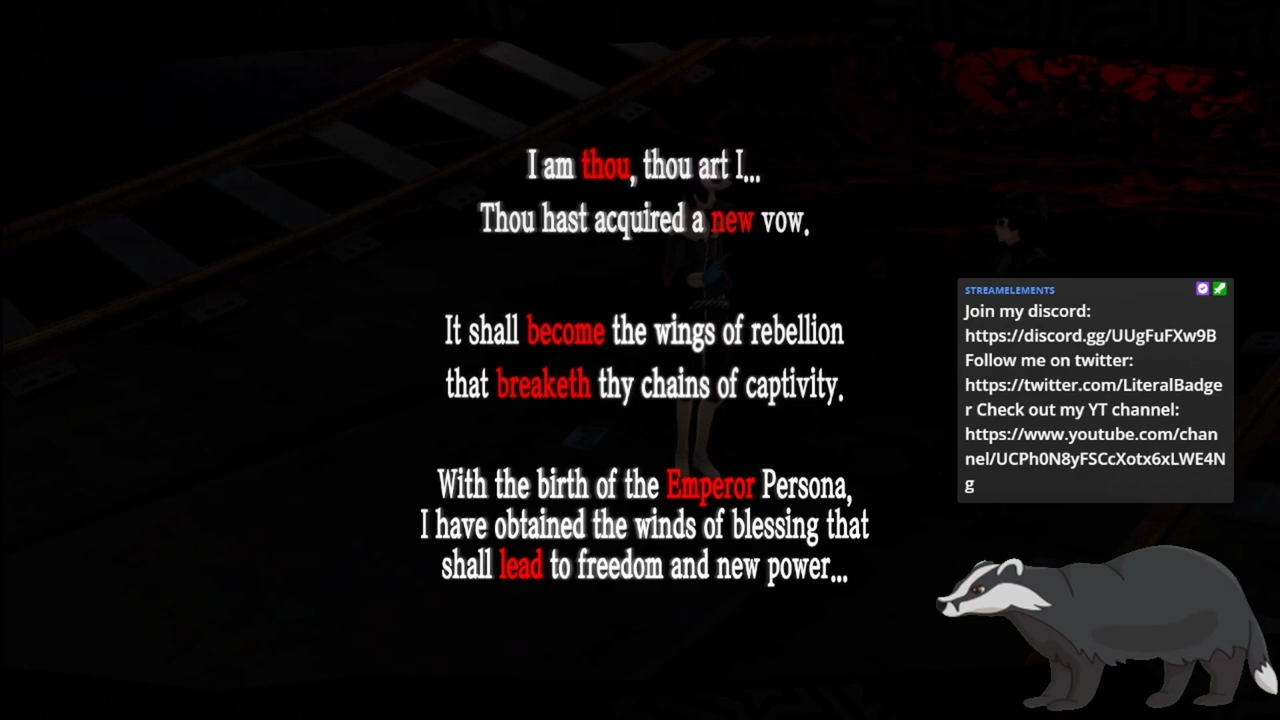 I am thou, thou art I...
Thou hast acquired a new vow.
It shall become the wings of rebellion
that breaketh thy chains of captivity.
With the birth of the Emperor Persona,
I have obtained the winds of blessing that
shall lead to freedom and new power...
STREAMELEMENTS
Join my discord:
https://discord.gg/UUgFuFXw9B
Follow me on twitter:
https://twitter.com/LiteralBadge
r Check out my YT channel:
https://www.youtube.com/chan
nel/UCPh0N8yFSCcXotx6xLWE4N
g